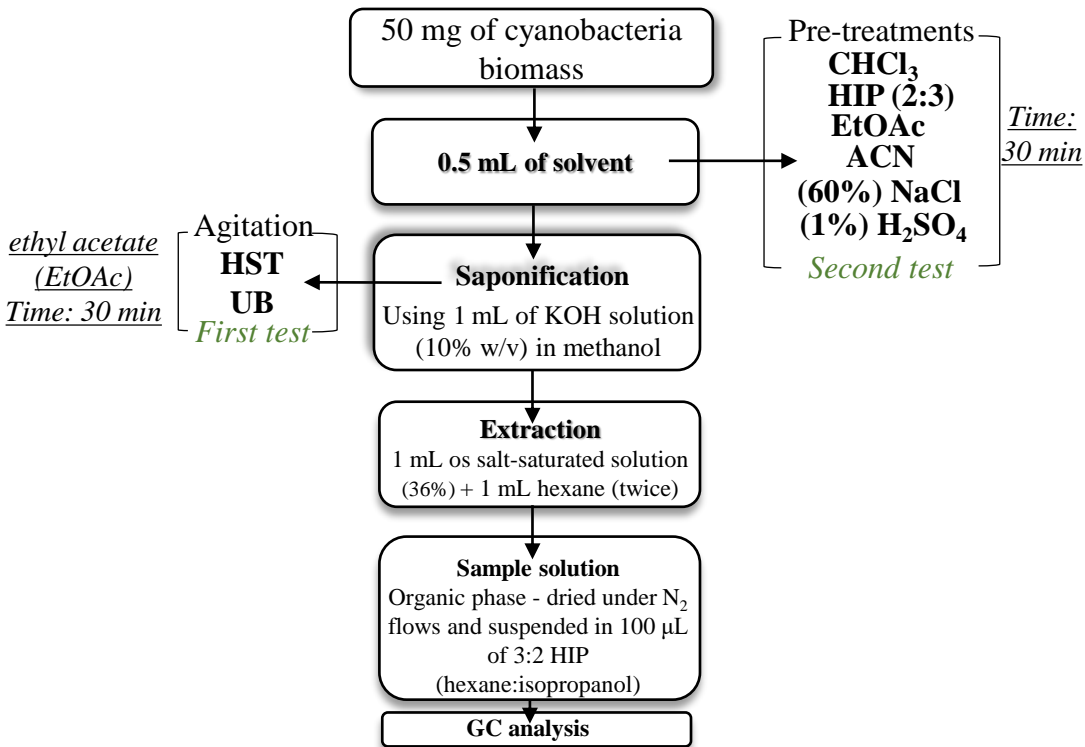 50 mg of cyanobacteria
biomass
0.5 mL of solvent
Pre-treatments
CHCl₃
HIP (2:3)
EtOAc
ACN
(60%) NaCl
(1%) H₂SO₄
Second test
Time:
30 min
Saponification
Using 1 mL of KOH solution
(10% w/v) in methanol
Agitation
HST
UB
First test
ethyl acetate
(EtOAc)
Time: 30 min
Extraction
1 mL os salt-saturated solution
(36%) + 1 mL hexane (twice)
Sample solution
Organic phase - dried under N₂
flows and suspended in 100 μL
of 3:2 HIP
(hexane:isopropanol)
GC analysis